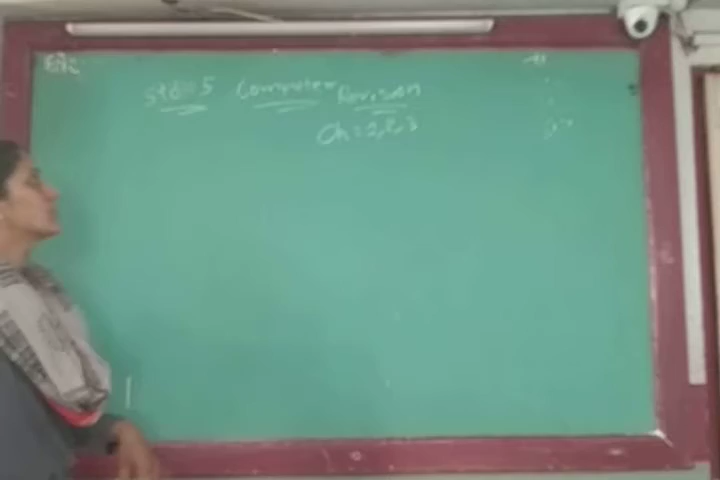 Std:- 5 Computer Revision
Ch = 1,2,3